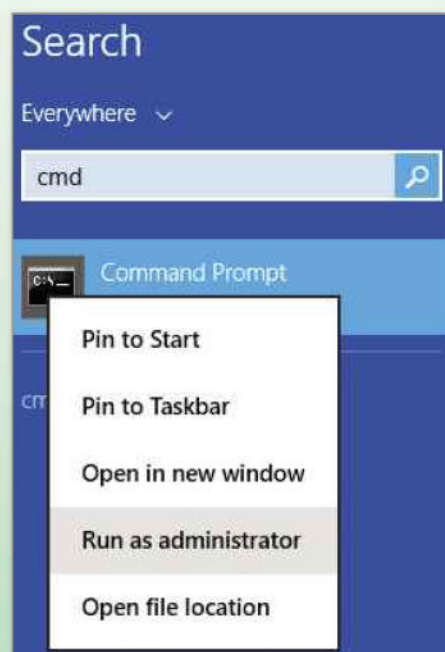 Search
Everywhere
cmd
C:\
Command Prompt
Pin to Start
Pin to Taskbar
Open in new window
Run as administrator
Open file location